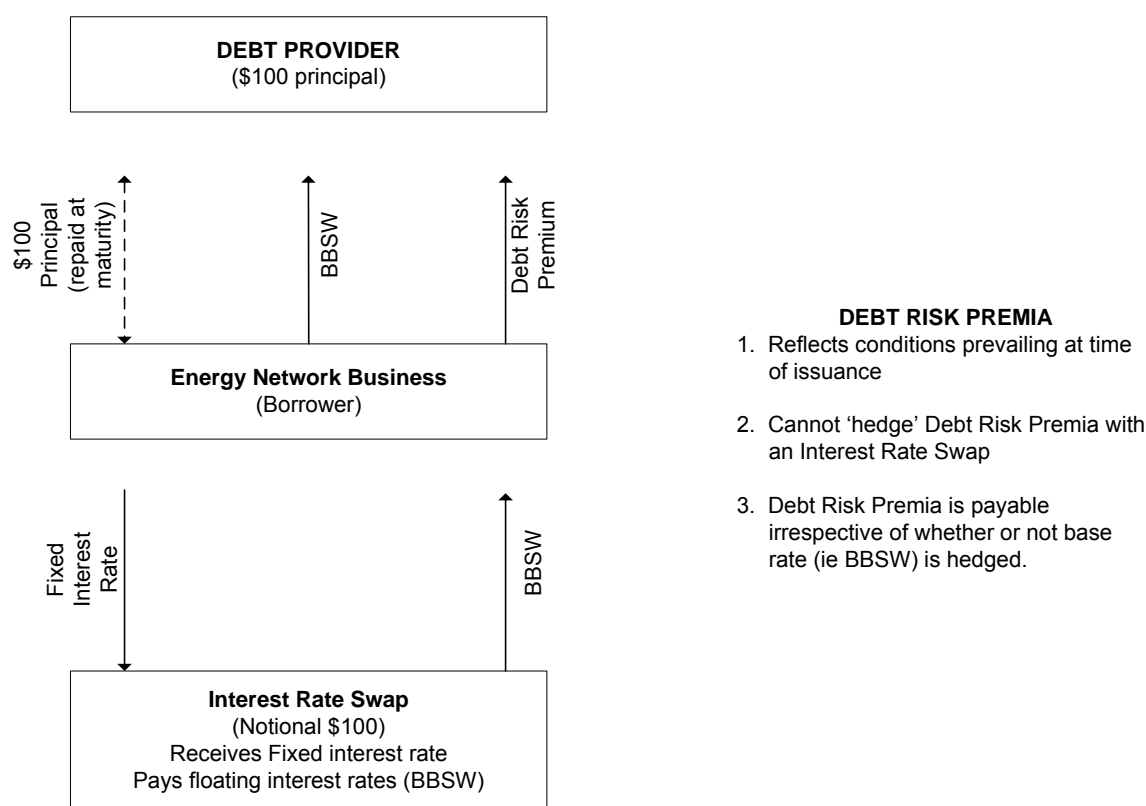 DEBT PROVIDER
($100 principal)
$100
Principal
(repaid at
maturity)
BBSW
Debt Risk
Premium
Energy Network Business
(Borrower)
Fixed
Interest
Rate
BBSW
Interest Rate Swap
(Notional $100)
Receives Fixed interest rate
Pays floating interest rates (BBSW)
DEBT RISK PREMIA
1. Reflects conditions prevailing at time
of issuance
2. Cannot ‘hedge’ Debt Risk Premia with
an Interest Rate Swap
3. Debt Risk Premia is payable
irrespective of whether or not base
rate (ie BBSW) is hedged.